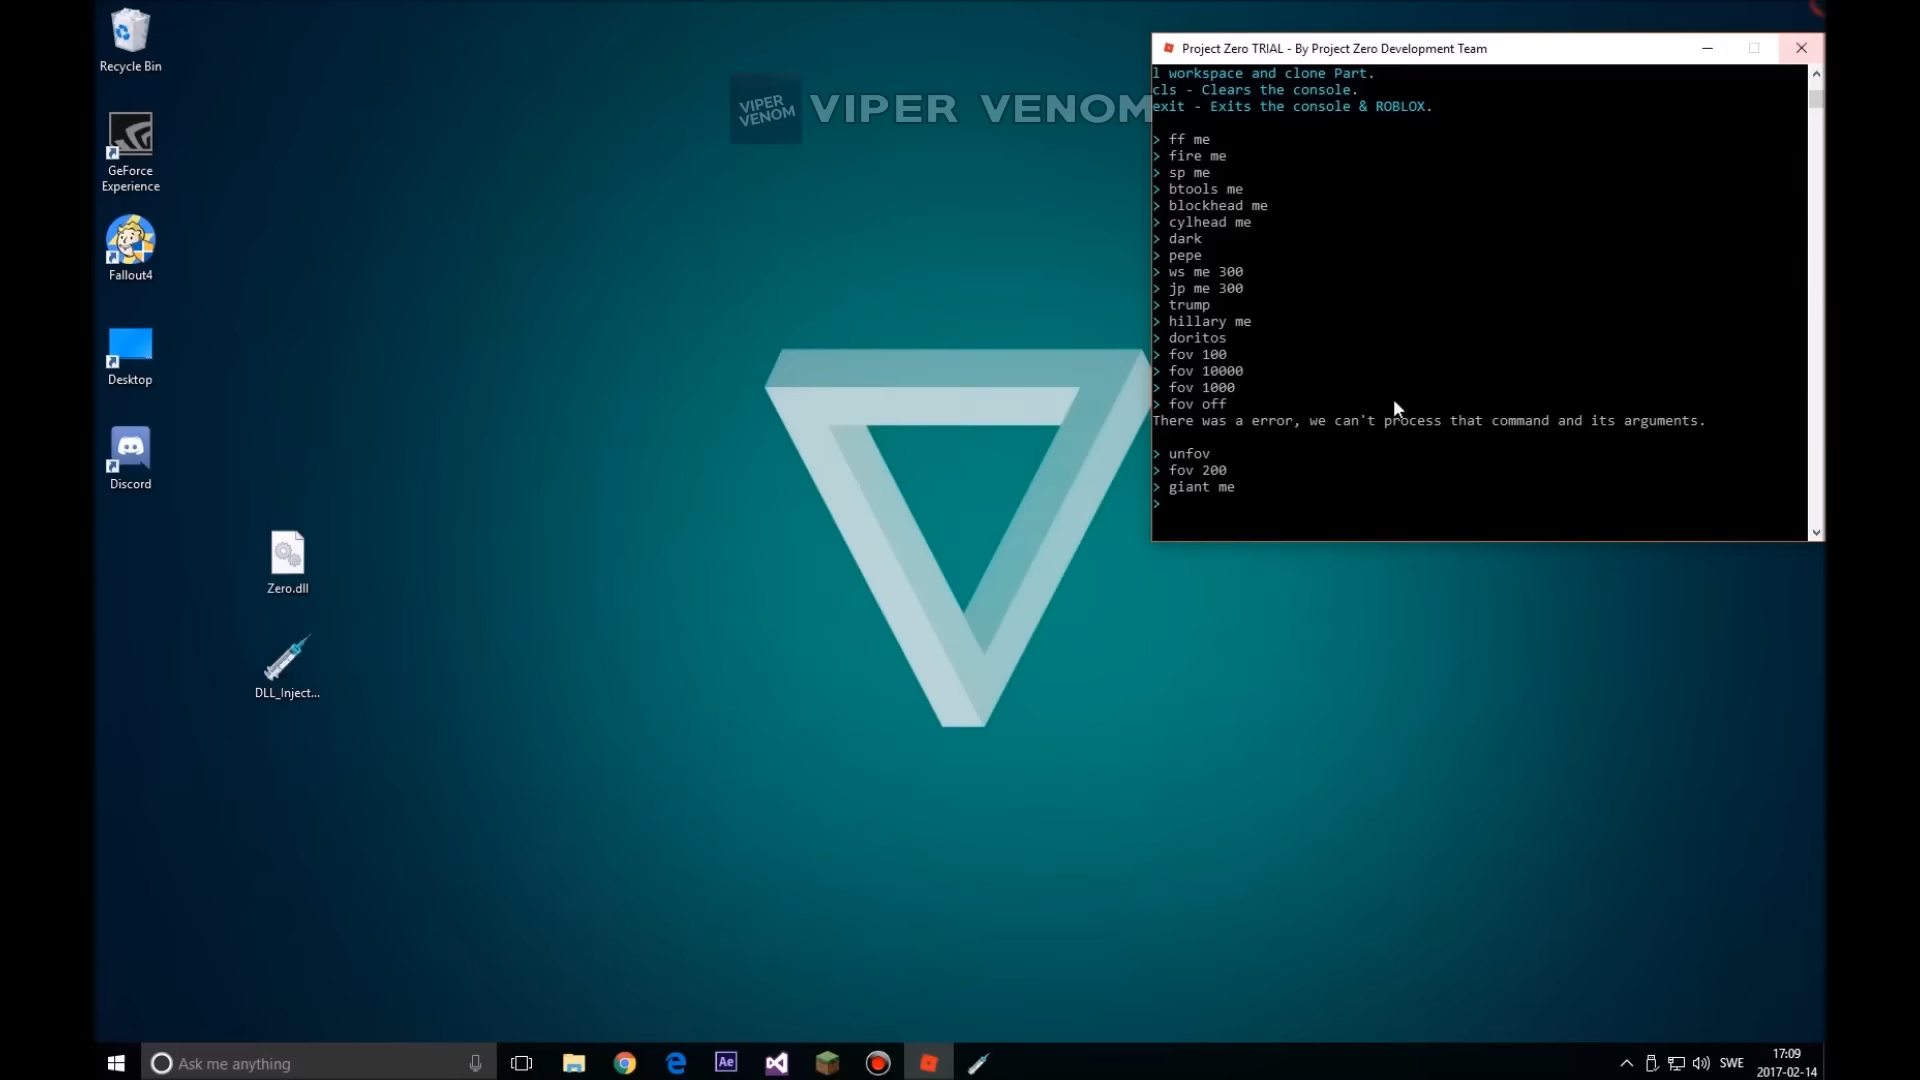 Recycle Bin
GeForce
Experience
Fallout4
Desktop
Discord
Zero.dll
DLL_Inject...
VIPER
VENOM
VIPER VENOM
Project Zero TRIAL - By Project Zero Development Team
l workspace and clone Part.
cls - Clears the console.
exit - Exits the console & ROBLOX.
> ff me
> fire me
> sp me
> btools me
> blockhead me
> cylhead me
> dark
> pepe
> ws me 300
> jp me 300
> trump
> hillary me
> doritos
> fov 100
> fov 10000
> fov 1000
> fov off
There was a error, we can't process that command and its arguments.
> unfov
> fov 200
> giant me
>
Ask me anything
Ae
SWE
17:09
2017-02-14